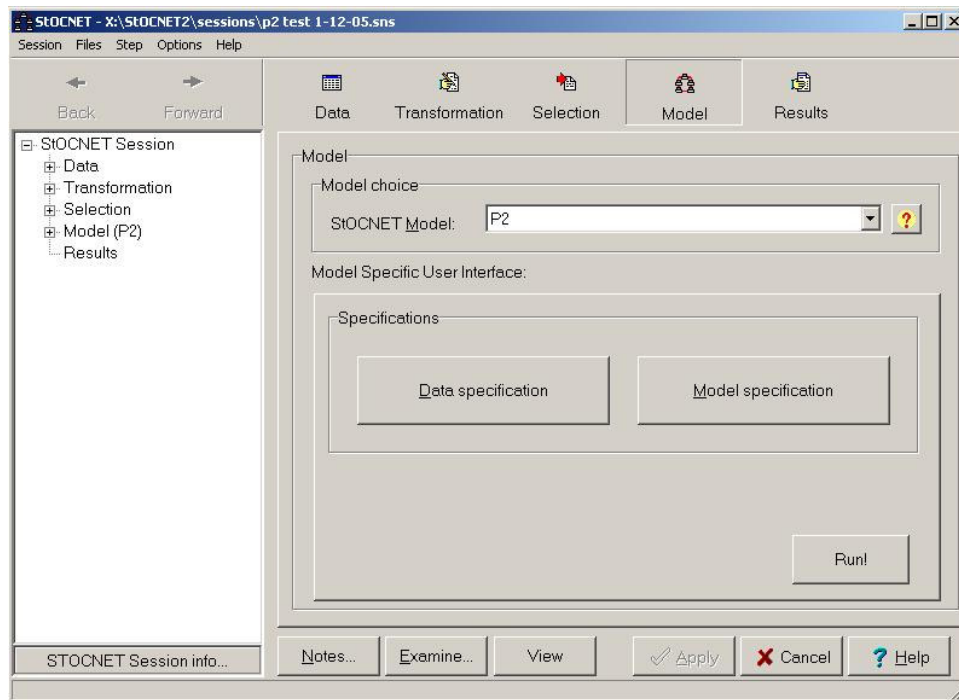 StOCNET - X:\StOCNET2\sessions\p2 test 1-12-05.sns
Session Files Step Options Help
Back Forward
Data Transformation Selection Model Results
StOCNET Session
Data
Transformation
Selection
Model (P2)
Results
STOCNET Session info...
Model
Model choice
StOCNET Model: P2
Model Specific User Interface:
Specifications
Data specification Model specification
Run!
Notes... Examine... View Apply Cancel Help